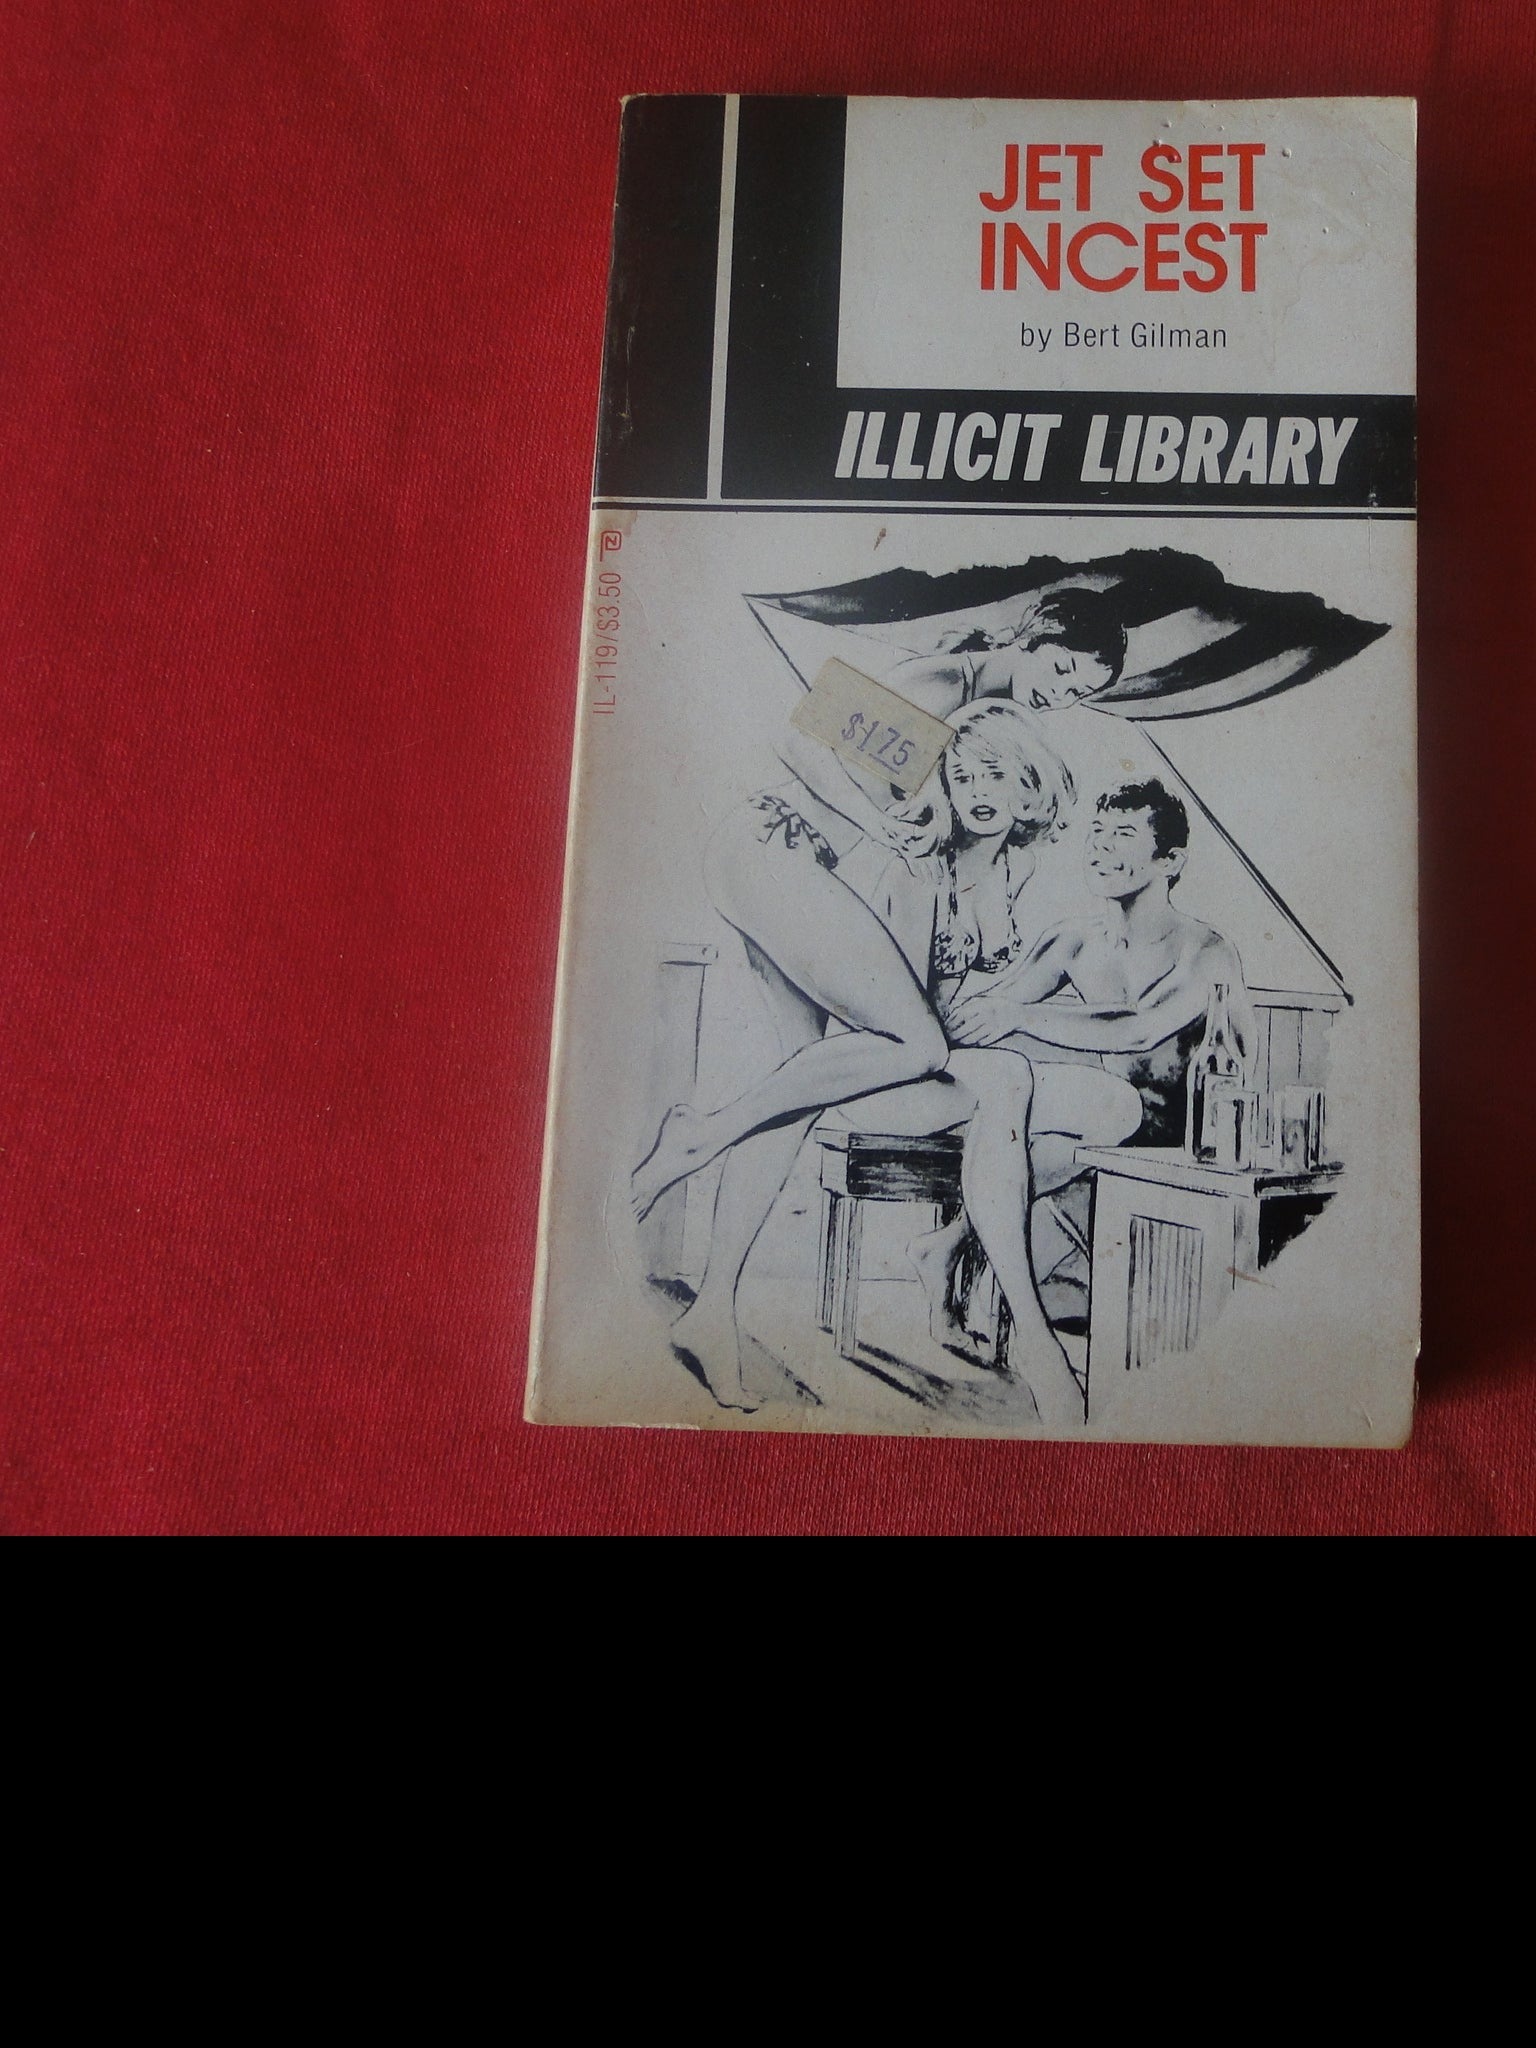 JET SET
INCEST
by Bert Gilman
ILLICIT LIBRARY
IL-119/$3.50
$1.75